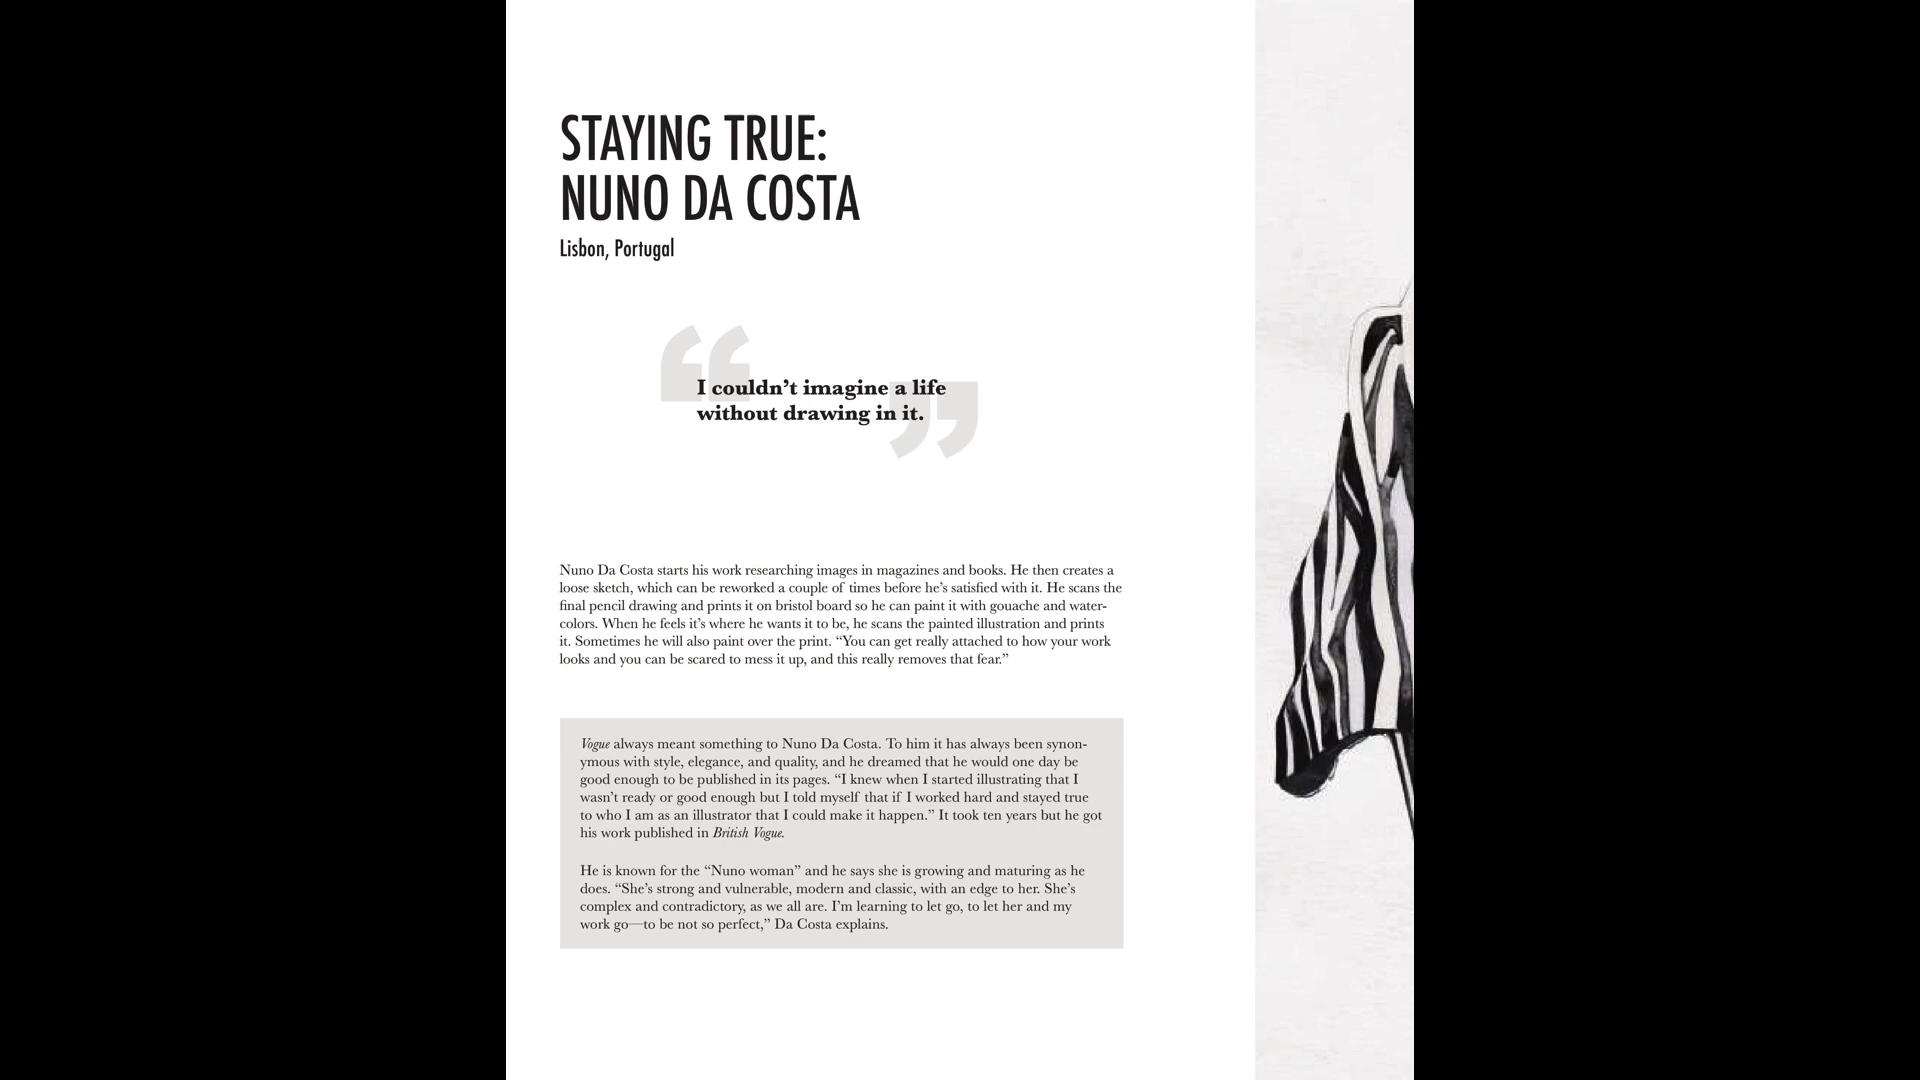 STAYING TRUE:
NUNO DA COSTA
Lisbon, Portugal
“
I couldn’t imagine a life
without drawing in it.
”
Nuno Da Costa starts his work researching images in magazines and books. He then creates a
loose sketch, which can be reworked a couple of times before he’s satisfied with it. He scans the
final pencil drawing and prints it on bristol board so he can paint it with gouache and water-
colors. When he feels it’s where he wants it to be, he scans the painted illustration and prints
it. Sometimes he will also paint over the print. “You can get really attached to how your work
looks and you can be scared to mess it up, and this really removes that fear.”
Vogue always meant something to Nuno Da Costa. To him it has always been synon-
ymous with style, elegance, and quality, and he dreamed that he would one day be
good enough to be published in its pages. “I knew when I started illustrating that I
wasn’t ready or good enough but I told myself that if I worked hard and stayed true
to who I am as an illustrator that I could make it happen.” It took ten years but he got
his work published in British Vogue.
He is known for the “Nuno woman” and he says she is growing and maturing as he
does. “She’s strong and vulnerable, modern and classic, with an edge to her. She’s
complex and contradictory, as we all are. I’m learning to let go, to let her and my
work go—to be not so perfect,” Da Costa explains.